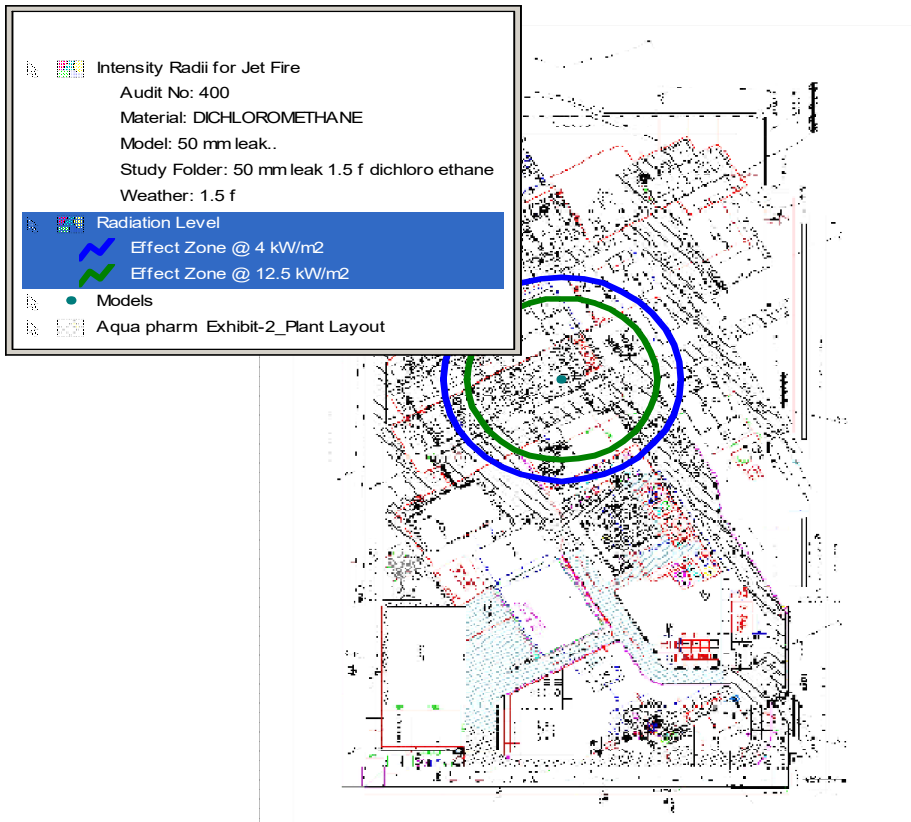 Intensity Radii for Jet Fire
Audit No: 400
Material: DICHLOROMETHANE
Model: 50 mm leak..
Study Folder: 50 mm leak 1.5 f dichloro ethane
Weather: 1.5 f
Radiation Level
Effect Zone @ 4 kW/m2
Effect Zone @ 12.5 kW/m2
Models
Aqua pharm Exhibit-2_Plant Layout